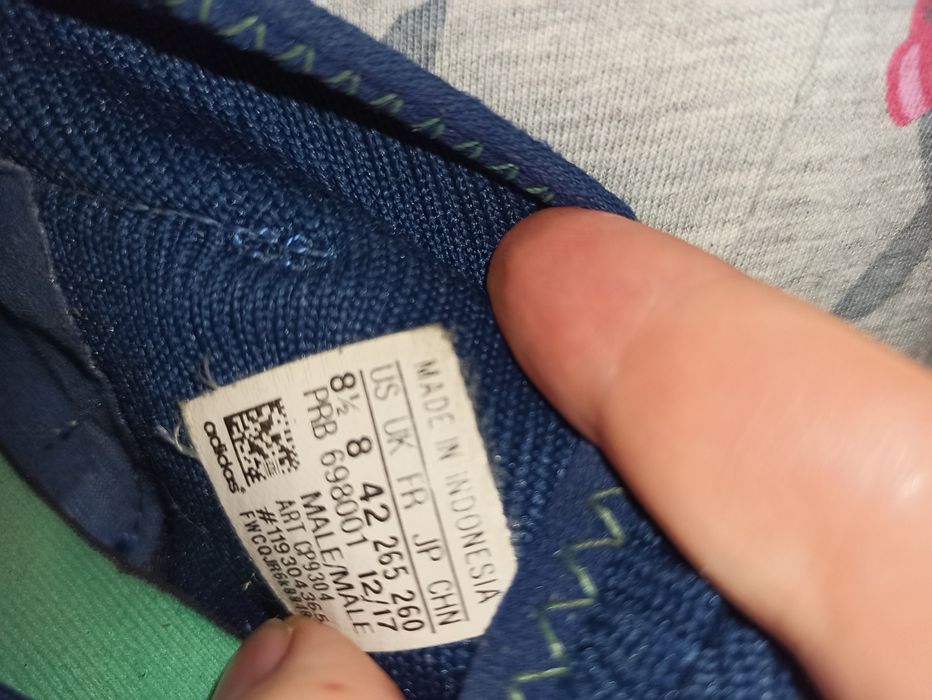 MADE IN INDONESIA
US UK FR JP CHN
8½ 8 42 265 260
PRB 698001 12/17
MALE/MALE
ART CP9304
#119304365
adidas